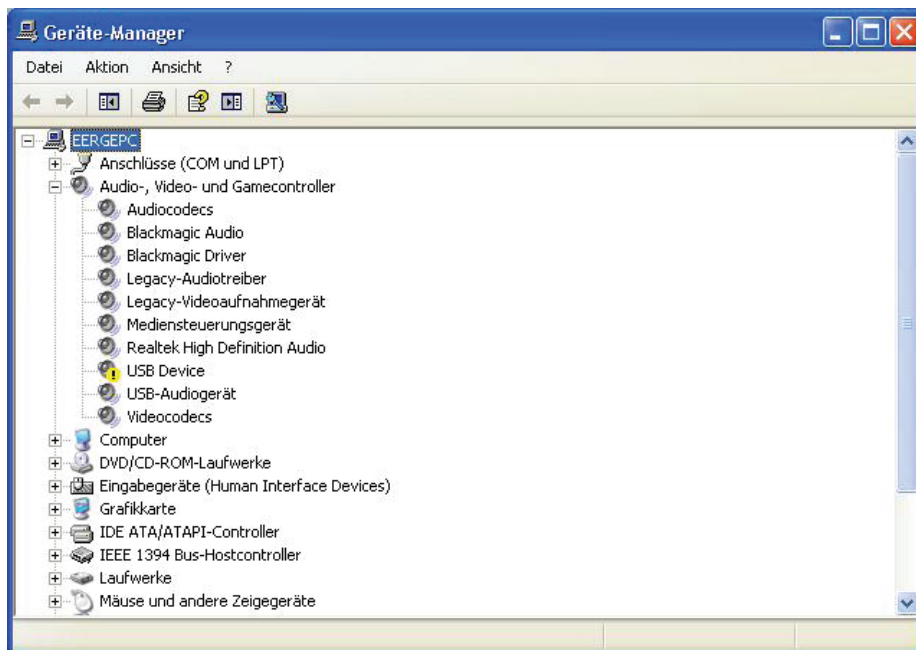 Geräte-Manager
Datei Aktion Ansicht ?
EERGEPC
Anschlüsse (COM und LPT)
Audio-, Video- und Gamecontroller
Audiocodecs
Blackmagic Audio
Blackmagic Driver
Legacy-Audiotreiber
Legacy-Videoaufnahmegerät
Mediensteuerungsgerät
Realtek High Definition Audio
USB Device
USB-Audiogerät
Videocodecs
Computer
DVD/CD-ROM-Laufwerke
Eingabegeräte (Human Interface Devices)
Grafikkarte
IDE ATA/ATAPI-Controller
IEEE 1394 Bus-Hostcontroller
Laufwerke
Mäuse und andere Zeigegeräte